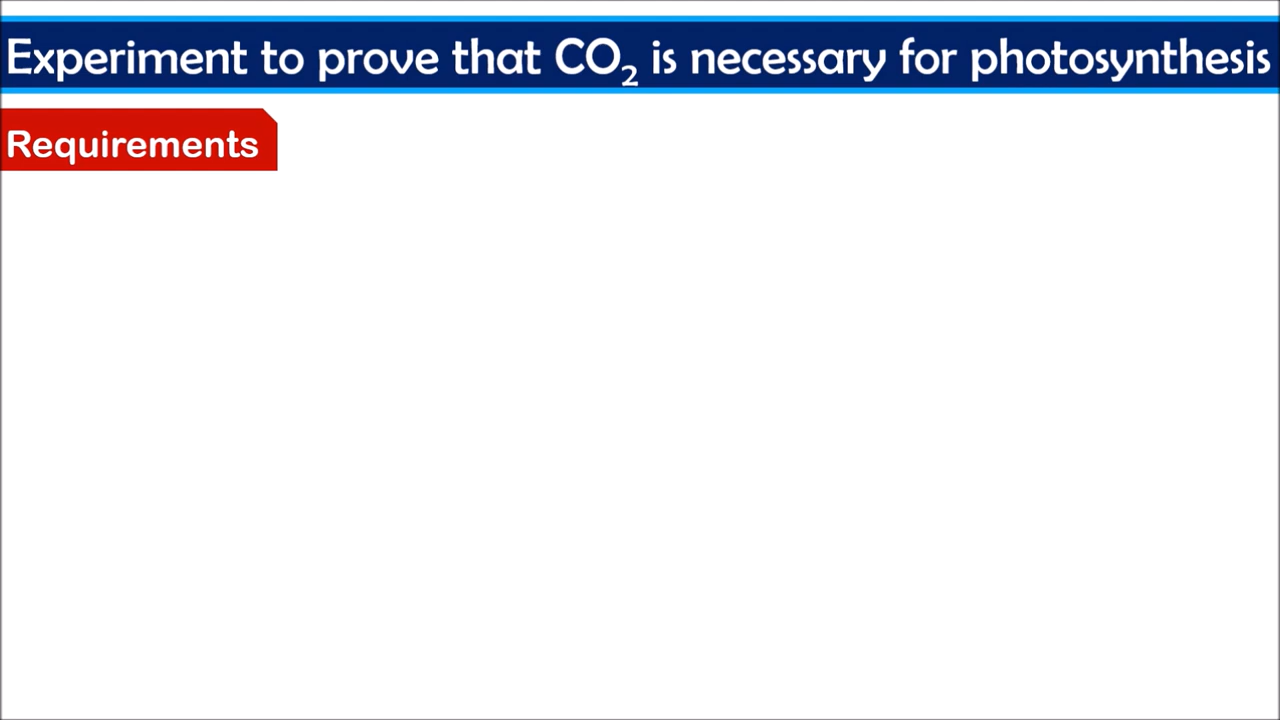 Experiment to prove that CO₂ is necessary for photosynthesis
Requirements